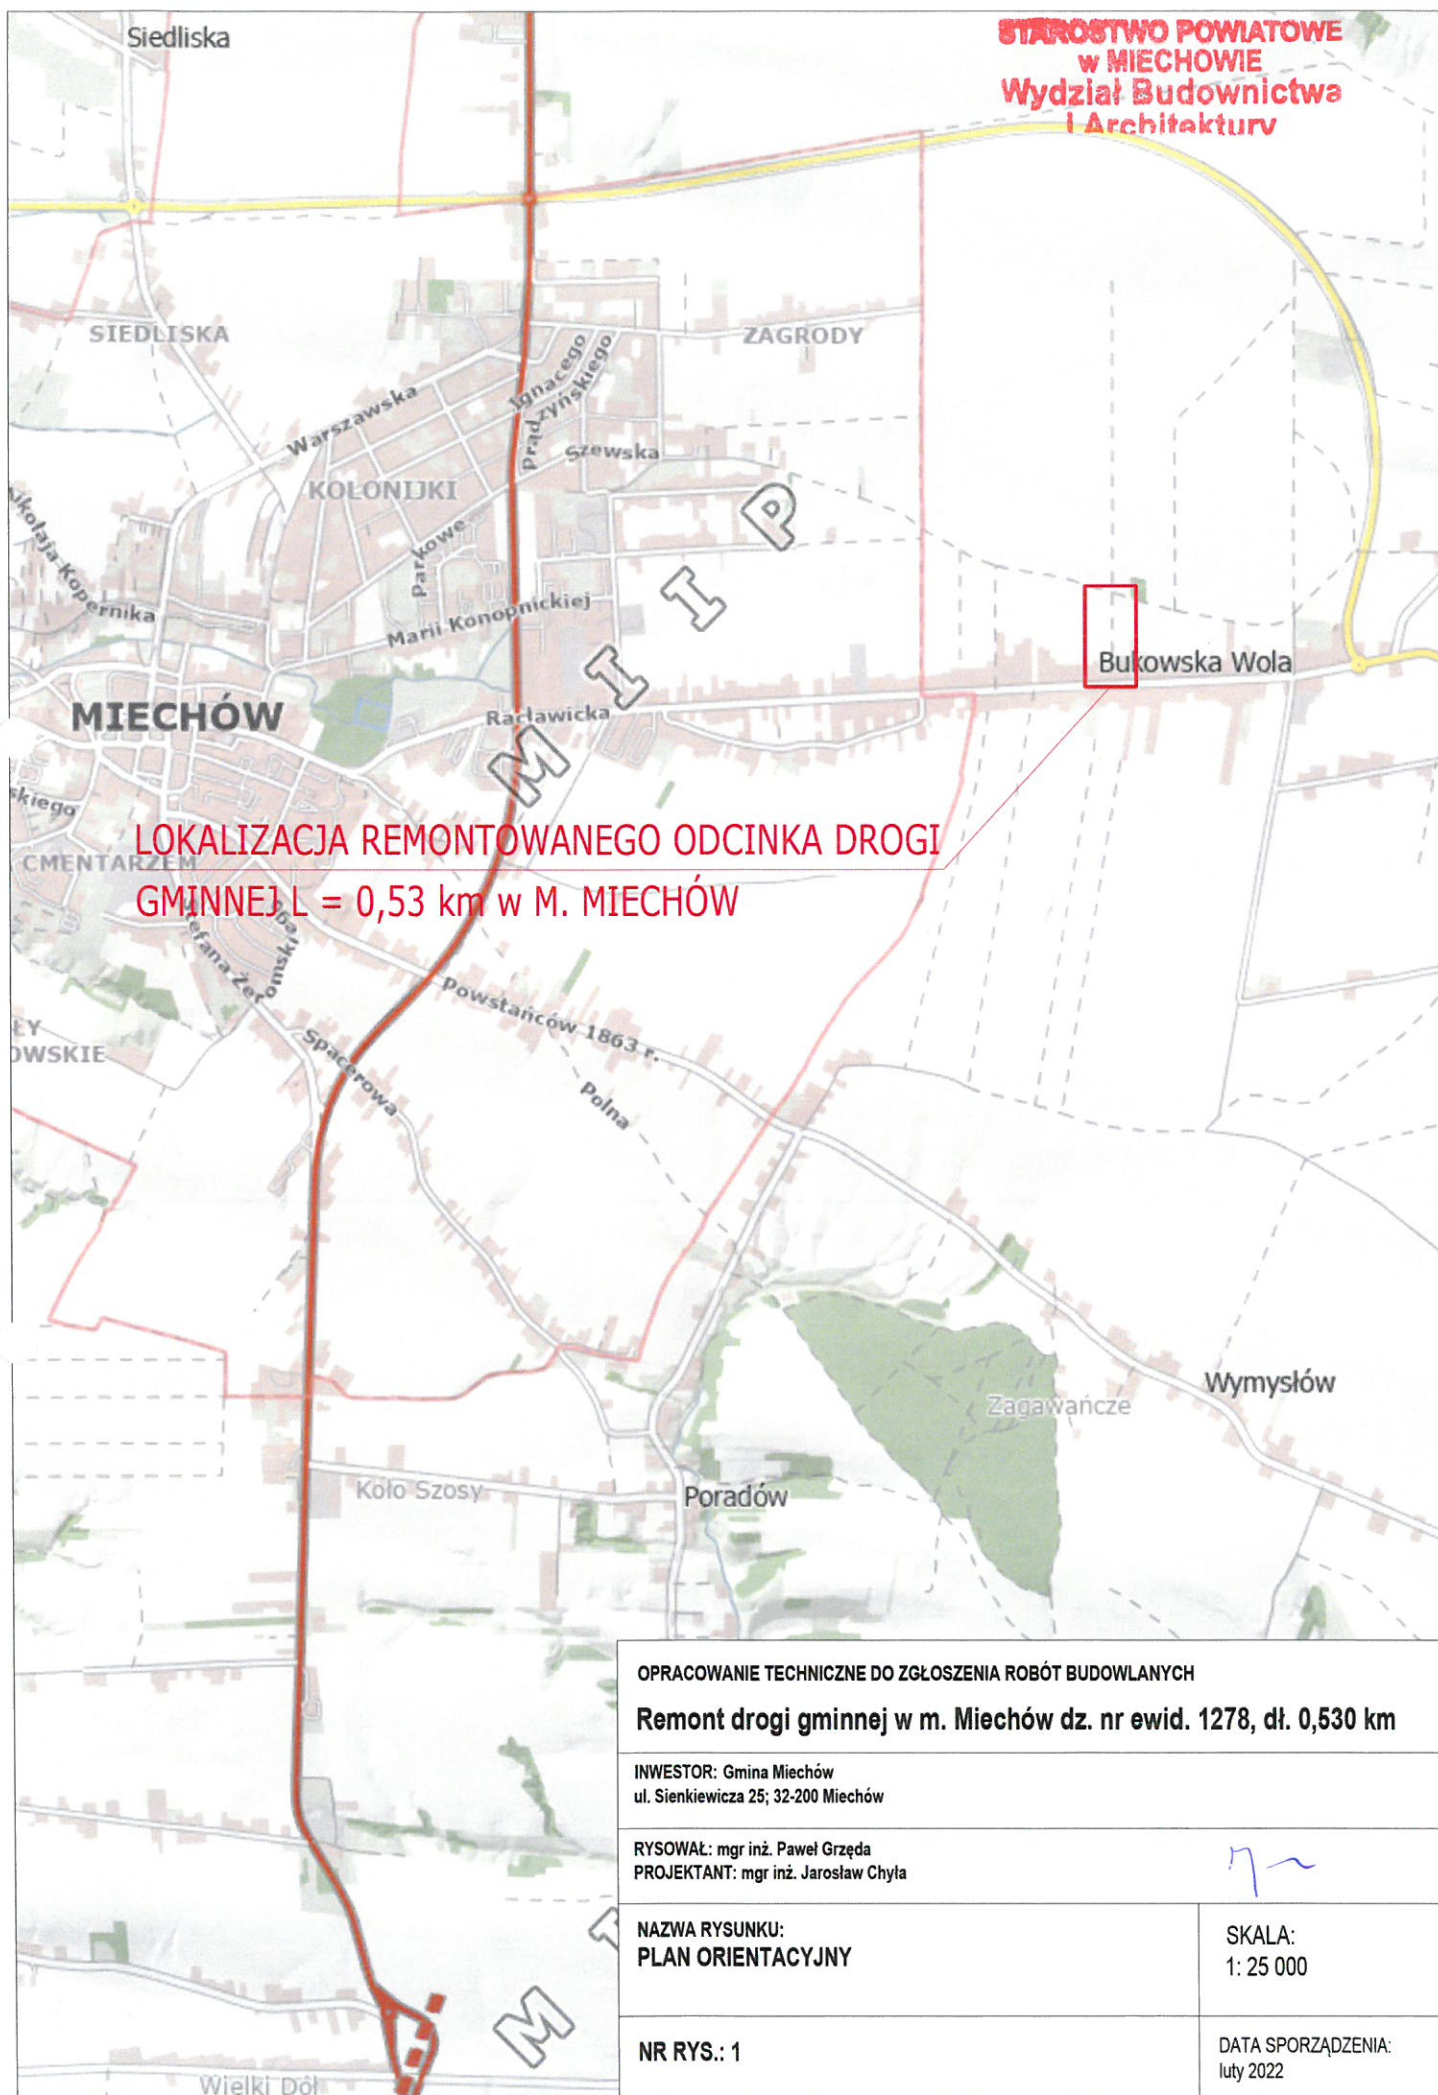 Siedliska
STAROSTWO POWIATOWE
w MIECHOWIE
Wydział Budownictwa
i Architektury
SIEDLISKA
ZAGRODY
Ignacego
Prądzyńskiego
Warszawska
Szewska
KOLONIJKI
Parkowe
P
I
I
M
Mikołaja Kopernika
Marii Konopnickiej
Bukowska Wola
MIECHÓW
Racławicka
skiego
LOKALIZACJA REMONTOWANEGO ODCINKA DROGI
CMENTARZEM
GMINNEJ L = 0,53 km w M. MIECHÓW
Stefana Żeromskiego
Powstańców 1863 r.
ŁY
OWSKIE
Spacerowa
Polna
Wymysłów
Zagawańcze
Koło Szosy
Poradów
OPRACOWANIE TECHNICZNE DO ZGŁOSZENIA ROBÓT BUDOWLANYCH
Remont drogi gminnej w m. Miechów dz. nr ewid. 1278, dł. 0,530 km
INWESTOR: Gmina Miechów
ul. Sienkiewicza 25; 32-200 Miechów
RYSOWAŁ: mgr inż. Paweł Grzęda
PROJEKTANT: mgr inż. Jarosław Chyła
NAZWA RYSUNKU:
PLAN ORIENTACYJNY
SKALA:
1: 25 000
M
NR RYS.: 1
DATA SPORZĄDZENIA:
luty 2022
Wielki Dół